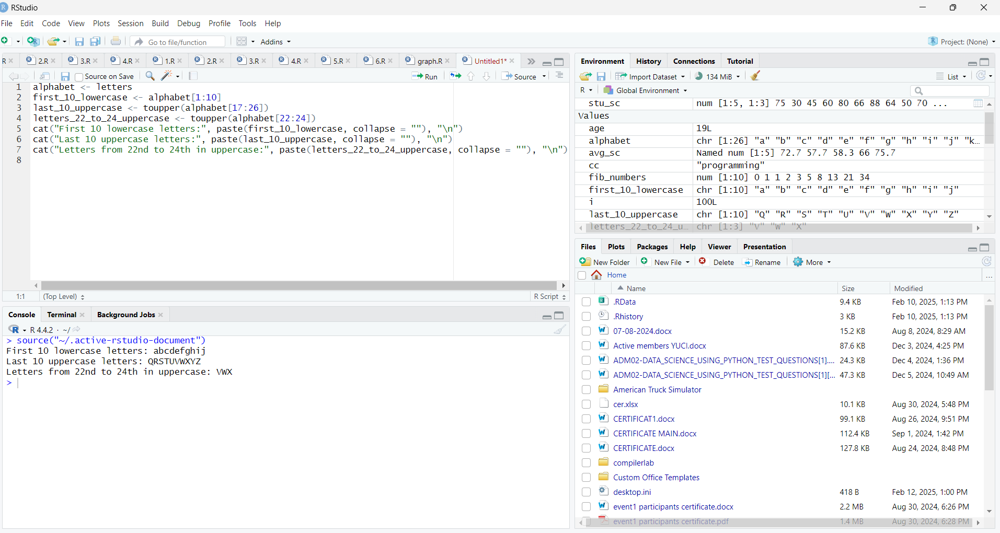 RStudio
File Edit Code View Plots Session Build Debug Profile Tools Help
Go to file/function Addins Project: (None)
R 2.R 3.R 4.R 1.R 2.R 3.R 4.R 5.R 6.R graph.R Untitled1*
Source on Save Run Source
1 alphabet <- letters
2 first_10_lowercase <- alphabet[1:10]
3 last_10_uppercase <- toupper(alphabet[17:26])
4 letters_22_to_24_uppercase <- toupper(alphabet[22:24])
5 cat("First 10 lowercase letters:", paste(first_10_lowercase, collapse = ""), "\n")
6 cat("Last 10 uppercase letters:", paste(last_10_uppercase, collapse = ""), "\n")
7 cat("Letters from 22nd to 24th in uppercase:", paste(letters_22_to_24_uppercase, collapse = ""), "\n")
8
1:1 (Top Level) R Script
Console Terminal Background Jobs
R 4.4.2 · ~/
> source("~/.active-rstudio-document")
First 10 lowercase letters: abcdefghij
Last 10 uppercase letters: QRSTUVWXYZ
Letters from 22nd to 24th in uppercase: VWX
>
Environment History Connections Tutorial
Import Dataset 134 MiB List
R Global Environment
stu_sc num [1:5, 1:3] 75 30 45 60 80 66 88 64 50 70 ...
Values
age 19L
alphabet chr [1:26] "a" "b" "c" "d" "e" "f" "g" "h" "i" "j" "k...
avg_sc Named num [1:5] 72.7 57.7 58.3 66 75.7
cc "programming"
fib_numbers num [1:10] 0 1 1 2 3 5 8 13 21 34
first_10_lowercase chr [1:10] "a" "b" "c" "d" "e" "f" "g" "h" "i" "j"
i 100L
last_10_uppercase chr [1:10] "Q" "R" "S" "T" "U" "V" "W" "X" "Y" "Z"
letters_22_to_24_u... chr [1:3] "V" "W" "X"
Files Plots Packages Help Viewer Presentation
New Folder New File Delete Rename More
Home ...
Name Size Modified
.RData 9.4 KB Feb 10, 2025, 1:13 PM
.Rhistory 3 KB Feb 10, 2025, 1:13 PM
07-08-2024.docx 15.2 KB Aug 8, 2024, 8:29 AM
Active members YUCI.docx 87.6 KB Dec 3, 2024, 4:25 PM
ADM02-DATA_SCIENCE_USING_PYTHON_TEST_QUESTIONS[1].... 24.3 KB Dec 4, 2024, 1:36 PM
ADM02-DATA_SCIENCE_USING_PYTHON_TEST_QUESTIONS[1][... 47.3 KB Dec 5, 2024, 10:49 AM
American Truck Simulator
cer.xlsx 10.1 KB Aug 30, 2024, 5:48 PM
CERTIFICAT1.docx 99.1 KB Aug 26, 2024, 9:51 PM
CERTIFICATE MAIN.docx 112.4 KB Sep 1, 2024, 1:42 PM
CERTIFICATE.docx 127.8 KB Aug 24, 2024, 8:48 PM
compilerlab
Custom Office Templates
desktop.ini 418 B Feb 12, 2025, 1:00 PM
event1 participants certificate.docx 2.2 MB Aug 30, 2024, 6:26 PM
event1 participants certificate.pdf 1.4 MB Aug 30, 2024, 6:28 PM